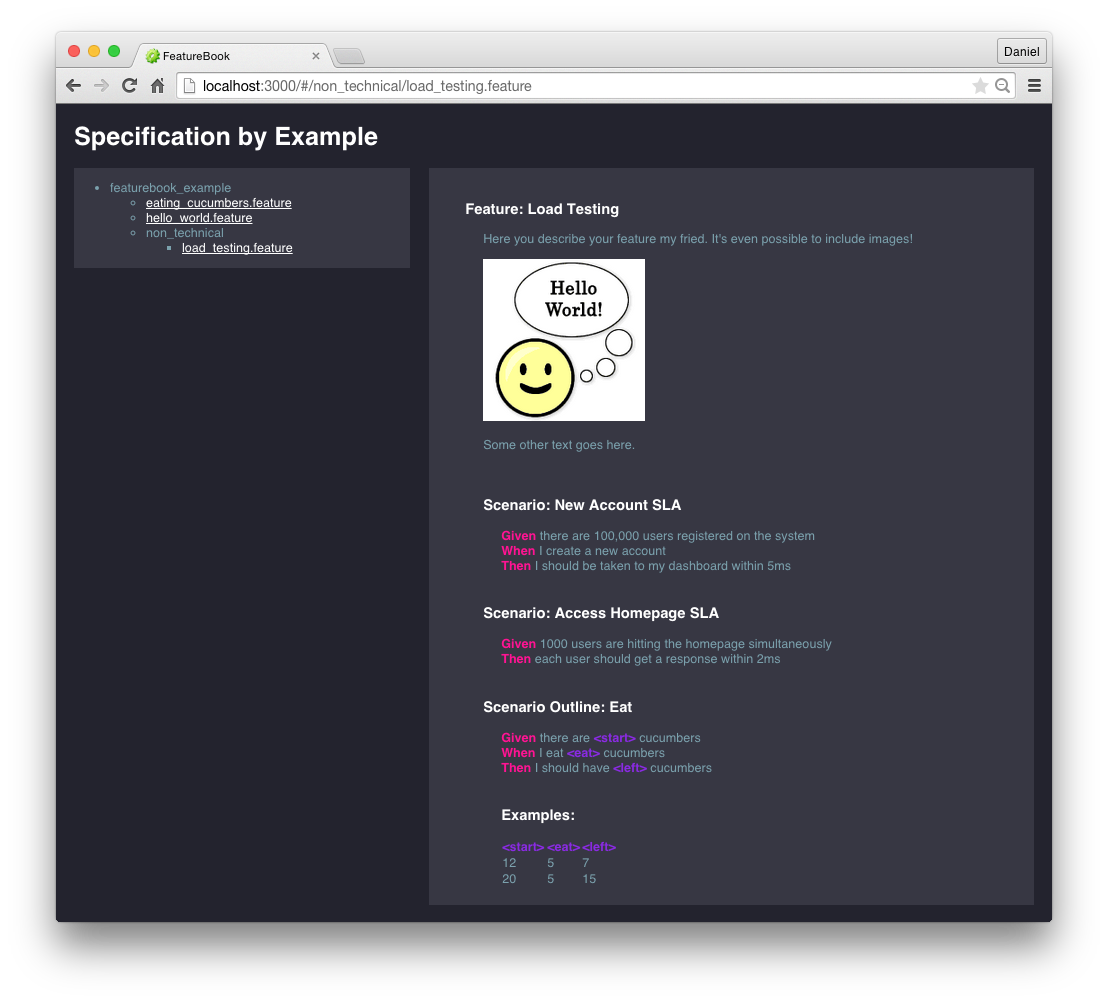 FeatureBook
Daniel
localhost:3000/#/non_technical/load_testing.feature
Specification by Example
featurebook_example
eating_cucumbers.feature
hello_world.feature
non_technical
load_testing.feature
Feature: Load Testing
Here you describe your feature my fried. It's even possible to include images!
Hello
World!
Some other text goes here.
Scenario: New Account SLA
Given there are 100,000 users registered on the system
When I create a new account
Then I should be taken to my dashboard within 5ms
Scenario: Access Homepage SLA
Given 1000 users are hitting the homepage simultaneously
Then each user should get a response within 2ms
Scenario Outline: Eat
Given there are <start> cucumbers
When I eat <eat> cucumbers
Then I should have <left> cucumbers
Examples:
<start> <eat> <left>
12 5 7
20 5 15